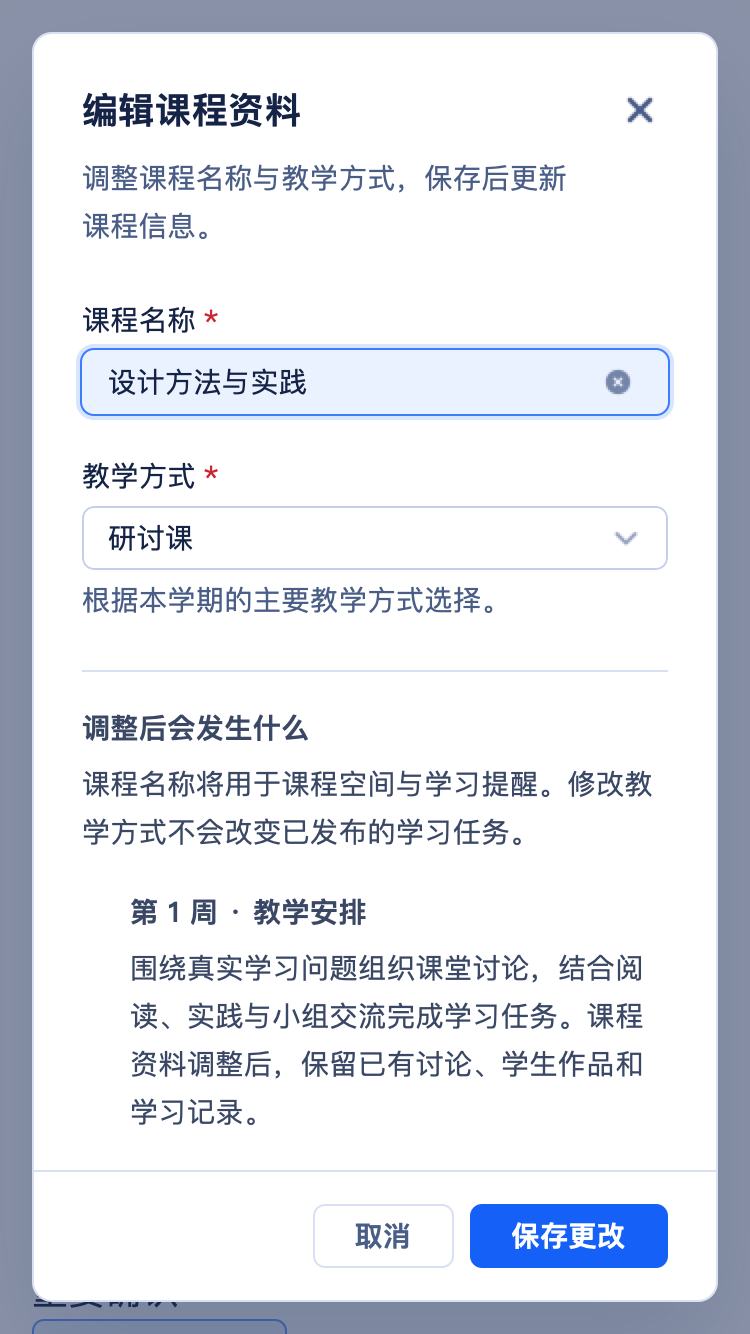 编辑课程资料
调整课程名称与教学方式，保存后更新
课程信息。
课程名称 *
设计方法与实践
教学方式 *
研讨课
根据本学期的主要教学方式选择。
调整后会发生什么
课程名称将用于课程空间与学习提醒。修改教
学方式不会改变已发布的学习任务。
第 1 周 · 教学安排
围绕真实学习问题组织课堂讨论，结合阅
读、实践与小组交流完成学习任务。课程
资料调整后，保留已有讨论、学生作品和
学习记录。
取消
保存更改